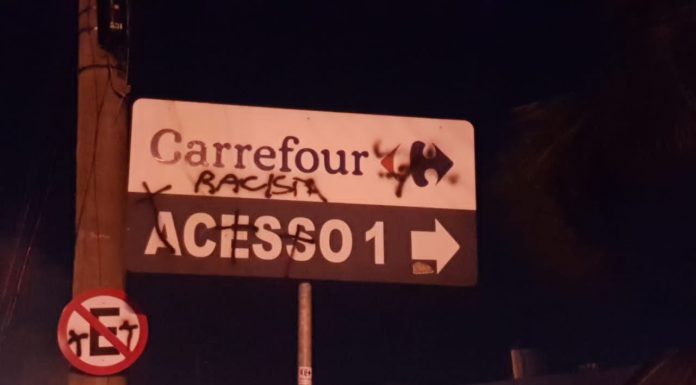 Carrefour
RACISTA
ACESSO 1
E